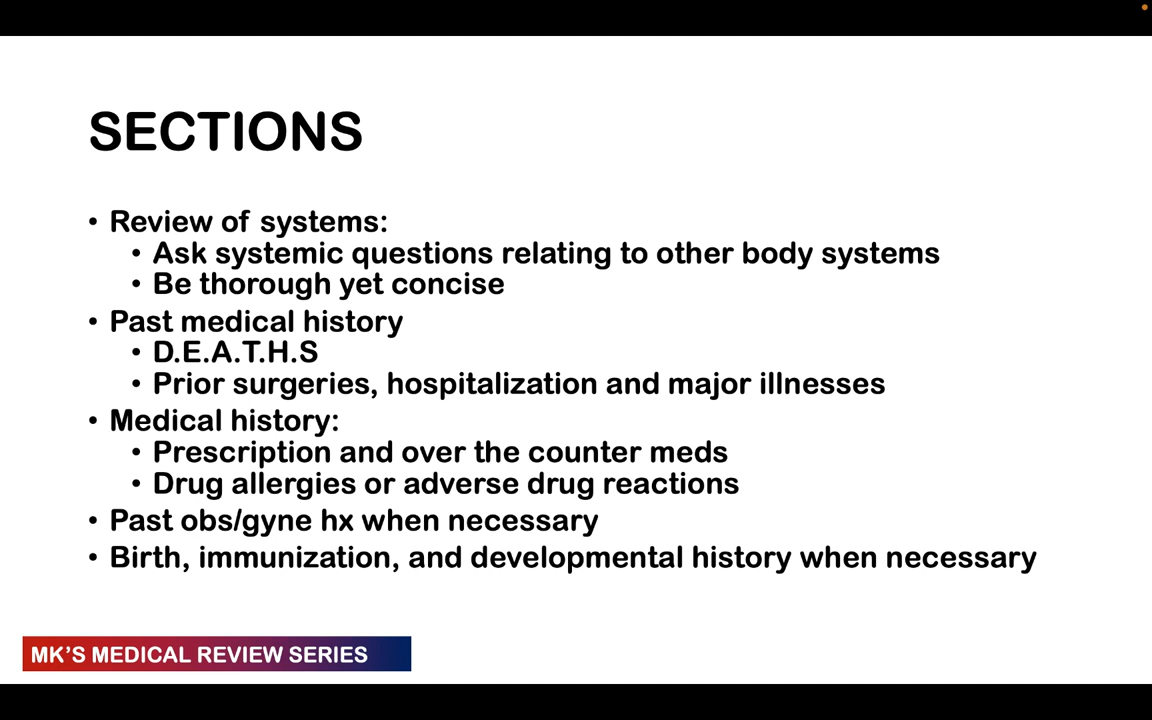 SECTIONS
• Review of systems:
• Ask systemic questions relating to other body systems
• Be thorough yet concise
• Past medical history
• D.E.A.T.H.S
• Prior surgeries, hospitalization and major illnesses
• Medical history:
• Prescription and over the counter meds
• Drug allergies or adverse drug reactions
• Past obs/gyne hx when necessary
• Birth, immunization, and developmental history when necessary
MK'S MEDICAL REVIEW SERIES